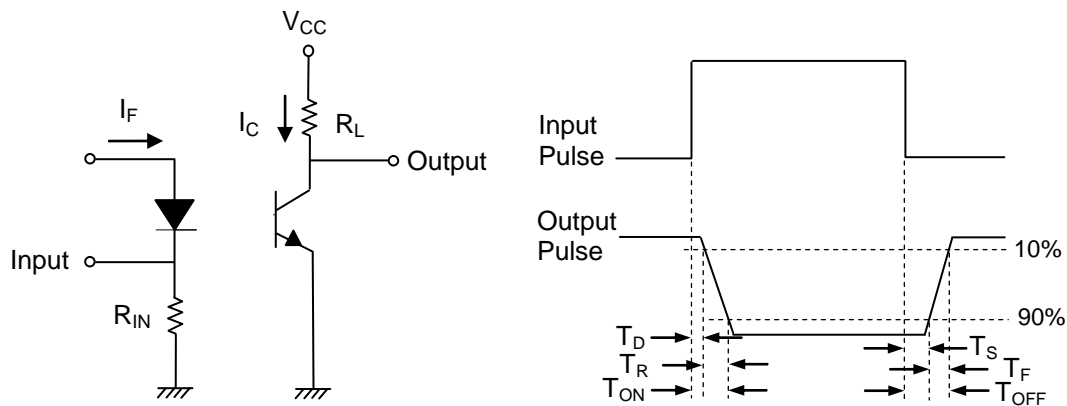 V_CC
I_F
I_C
R_L
Output
Input
R_IN
Input
Pulse
Output
Pulse
10%
90%
T_D
T_R
T_ON
T_S
T_F
T_OFF